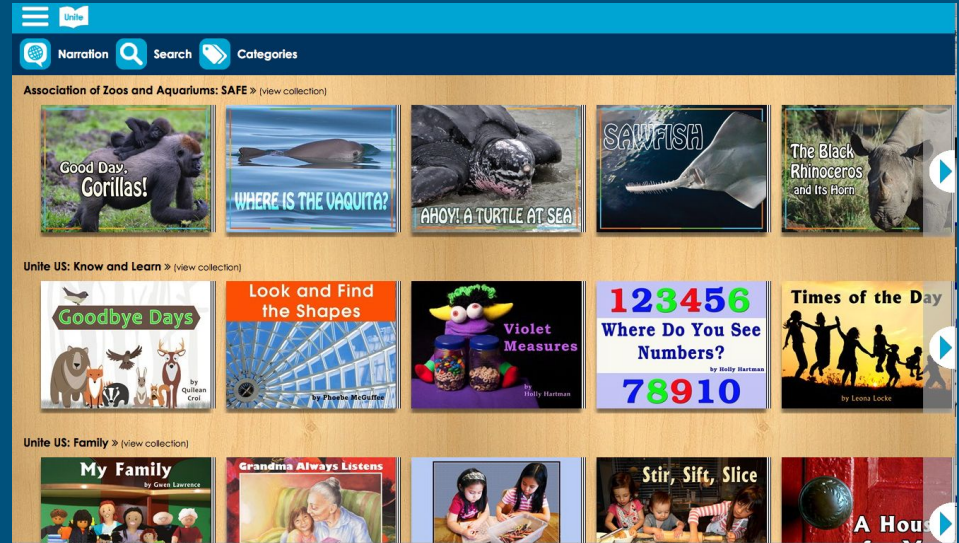 Unite
Narration Search Categories
Association of Zoos and Aquariums: SAFE » (view collection)
Good Day,
Gorillas!
WHERE IS THE VAQUITA?
AHOY! A TURTLE AT SEA
SAWFISH
The Black
Rhinoceros
and Its Horn
Unite US: Know and Learn » (view collection)
Goodbye Days
by
Quilean
Croi
Look and Find
the Shapes
by Phoebe McGuffee
Violet
Measures
by
Holly Hartman
123456
Where Do You See
Numbers?
by Holly Hartman
78910
Times of the Day
by Leona Locke
Unite US: Family » (view collection)
My Family
by Gwen Lawrence
Grandma Always Listens
Stir, Sift, Slice
A Hous